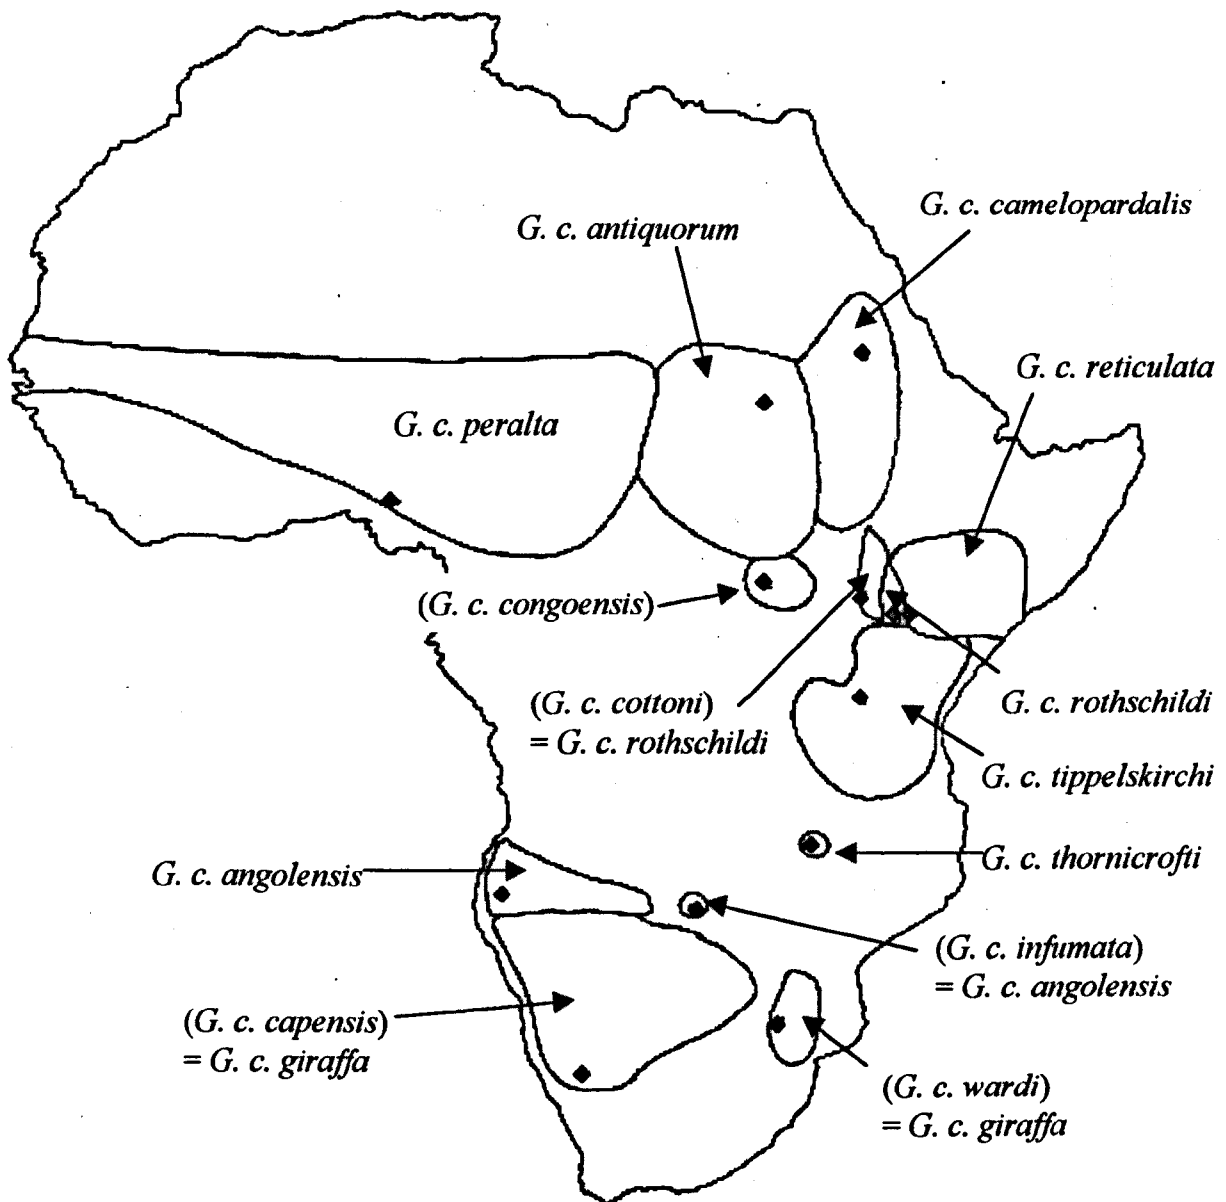 G. c. camelopardalis
G. c. antiquorum
G. c. reticulata
G. c. peralta
(G. c. congoensis)
(G. c. cottoni)
= G. c. rothschildi
G. c. rothschildi
G. c. tippelskirchi
G. c. thornicrofti
G. c. angolensis
(G. c. infumata)
= G. c. angolensis
(G. c. capensis)
= G. c. giraffa
(G. c. wardi)
= G. c. giraffa